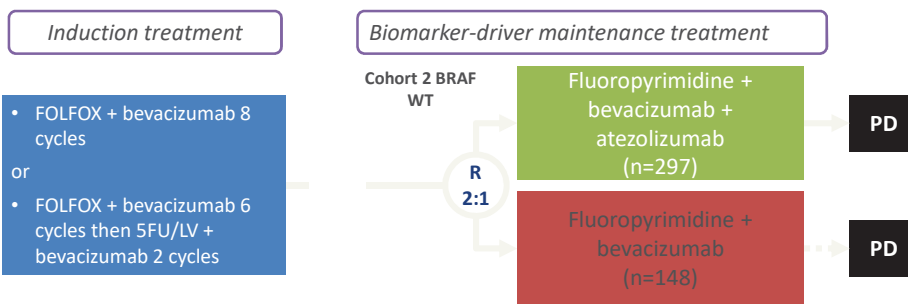 Induction treatment
Biomarker-driver maintenance treatment
• FOLFOX + bevacizumab 8
cycles
or
• FOLFOX + bevacizumab 6
cycles then 5FU/LV +
bevacizumab 2 cycles
Cohort 2 BRAF
WT
R
2:1
Fluoropyrimidine +
bevacizumab +
atezolizumab
(n=297)
PD
Fluoropyrimidine +
bevacizumab
(n=148)
PD